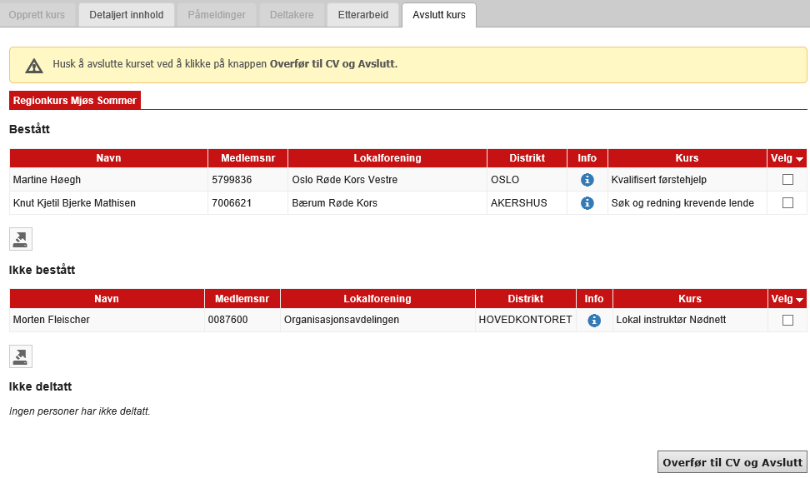 Opprett kurs Detaljert innhold Påmeldinger Deltakere Etterarbeid Avslutt kurs
Husk å avslutte kurset ved å klikke på knappen Overfør til CV og Avslutt.
Regionkurs Mjøs Sommer
Bestått
Navn Medlemsnr Lokalforening Distrikt Info Kurs Velg
Martine Høegh 5799836 Oslo Røde Kors Vestre OSLO Kvalifisert førstehjelp
Knut Kjetil Bjerke Mathisen 7006621 Bærum Røde Kors AKERSHUS Søk og redning krevende lende
Ikke bestått
Navn Medlemsnr Lokalforening Distrikt Info Kurs Velg
Morten Fleischer 0087600 Organisasjonsavdelingen HOVEDKONTORET Lokal instruktør Nødnett
Ikke deltatt
Ingen personer har ikke deltatt.
Overfør til CV og Avslutt